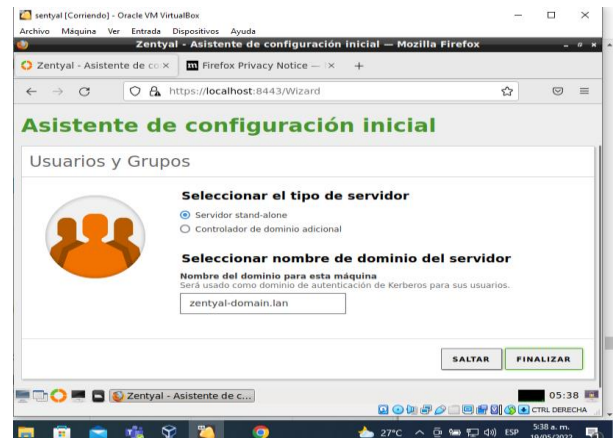 sentyal [Corriendo] - Oracle VM VirtualBox
Archivo Máquina Ver Entrada Dispositivos Ayuda
Zentyal - Asistente de configuración inicial — Mozilla Firefox
Zentyal - Asistente de co
Firefox Privacy Notice —
https://localhost:8443/Wizard
Asistente de configuración inicial
Usuarios y Grupos
Seleccionar el tipo de servidor
Servidor stand-alone
Controlador de dominio adicional
Seleccionar nombre de dominio del servidor
Nombre del dominio para esta máquina
Será usado como dominio de autenticación de Kerberos para sus usuarios.
zentyal-domain.lan
SALTAR FINALIZAR
Zentyal - Asistente de c...
05:38
CTRL DERECHA
27°C ESP 5:38 a. m.
19/05/2022